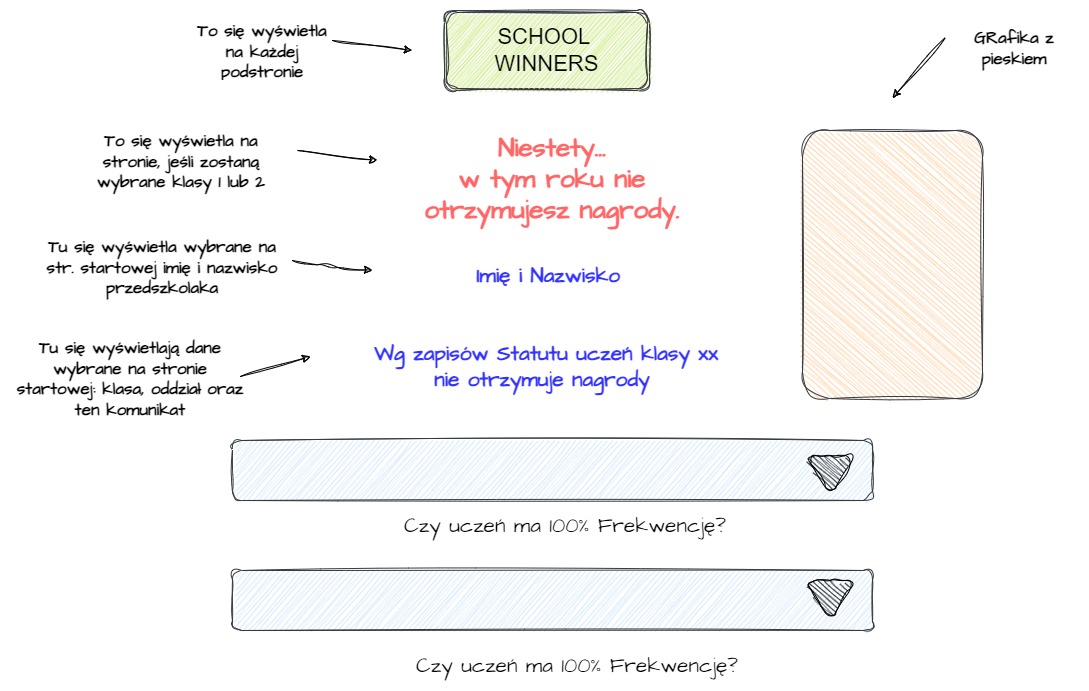 To się wyświetla
na każdej
podstronie
SCHOOL
WINNERS
GRafika z
pieskiem
To się wyświetla na
stronie, jeśli zostaną
wybrane klasy 1 lub 2
Niestety...
w tym roku nie
otrzymujesz nagrody.
Tu się wyświetla wybrane na
str. startowej imię i nazwisko
przedszkolaka
Imię i Nazwisko
Tu się wyświetlają dane
wybrane na stronie
startowej: klasa, oddział oraz
ten komunikat
Wg zapisów Statutu uczeń klasy xx
nie otrzymuje nagrody
Czy uczeń ma 100% Frekwencję?
Czy uczeń ma 100% Frekwencję?